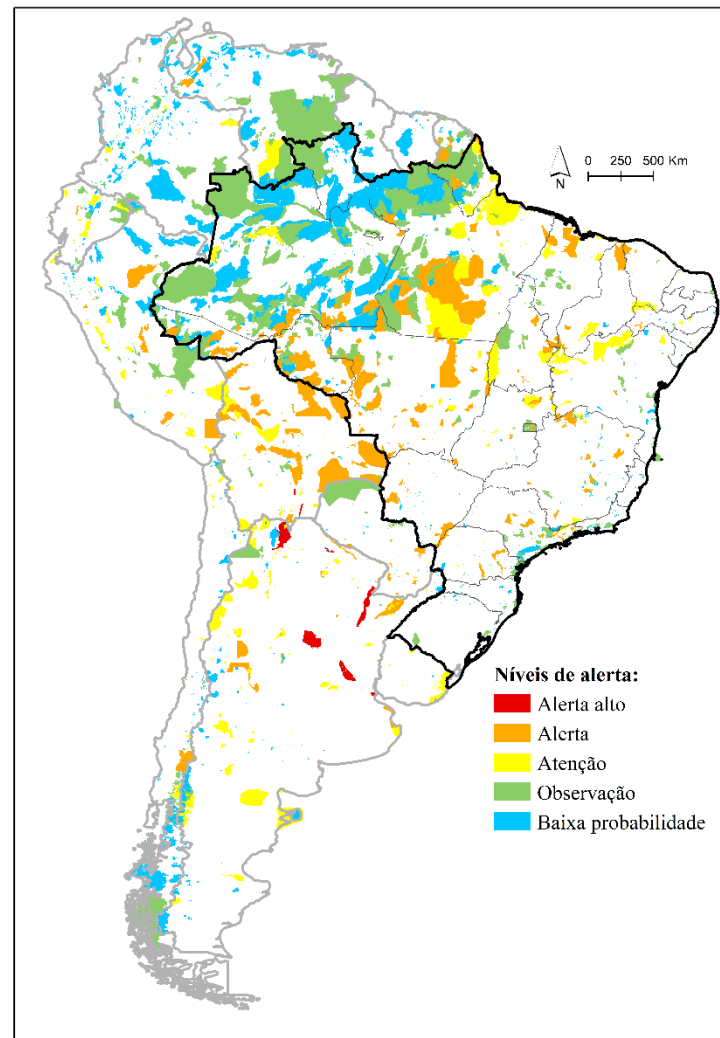 N
0 250 500 Km
Níveis de alerta:
Alerta alto
Alerta
Atenção
Observação
Baixa probabilidade